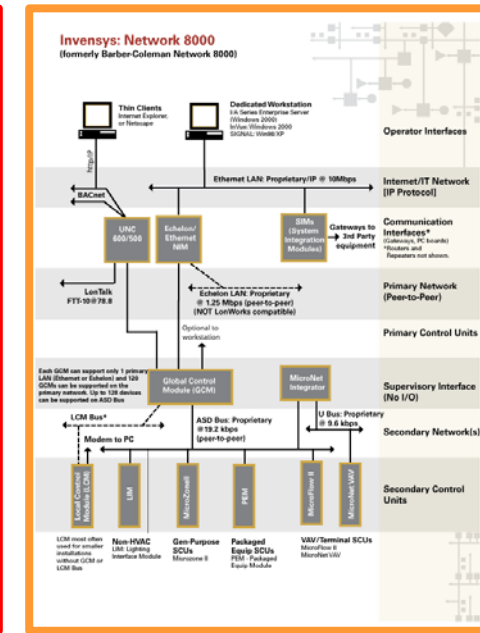 Invensys: Network 8000
(formerly Barber-Coleman Network 8000)
Thin Clients
Internet Explorer,
or Netscape
Dedicated Workstation
I/A Series Enterprise Server
(Windows 2000)
InVue: Windows 2000
SIGNAL: Win98/XP
Operator Interfaces
http/IP
Ethernet LAN: Proprietary/IP @ 10Mbps
BACnet
Internet/IT Network
[IP Protocol]
UNC
600/500
Echelon/
Ethernet
NIM
SIMs
(System
Integration
Modules)
Gateways to
3rd Party
equipment
Communication
Interfaces*
(Gateways, PC boards)
*Routers and
Repeaters not shown.
LonTalk
FTT-10@78.8
Echelon LAN: Proprietary
@ 1.25 Mbps (peer-to-peer)
(NOT LonWorks compatible)
Primary Network
(Peer-to-Peer)
Optional to
workstation
Primary Control Units
Each GCM can support only 1 primary
LAN (Ethernet or Echelon) and 120
GCMs can be supported on the
primary network. Up to 128 devices
can be supported on ASD Bus
Global Control
Module (GCM)
MicroNet
Integrator
Supervisory Interface
(No I/O)
LCM Bus*
Modem to PC
ASD Bus: Proprietary
@19.2 kbps
(peer-to-peer)
U Bus: Proprietary
@ 9.6 kbps
Secondary Network(s)
Local Control
Module (LCM)
LIM
MicroZoneII
PEM
MicroFlow II
MicroNet VAV
Secondary Control
Units
LCM most often
used for smaller
installations
without GCM or
LCM Bus
Non-HVAC
LIM: Lighting
Interface Module
Gen-Purpose
SCUs
Microzone II
Packaged
Equip SCUs
PEM - Packaged
Equip Module
VAV/Terminal SCUs
MicroFlow II
MicroNet VAV